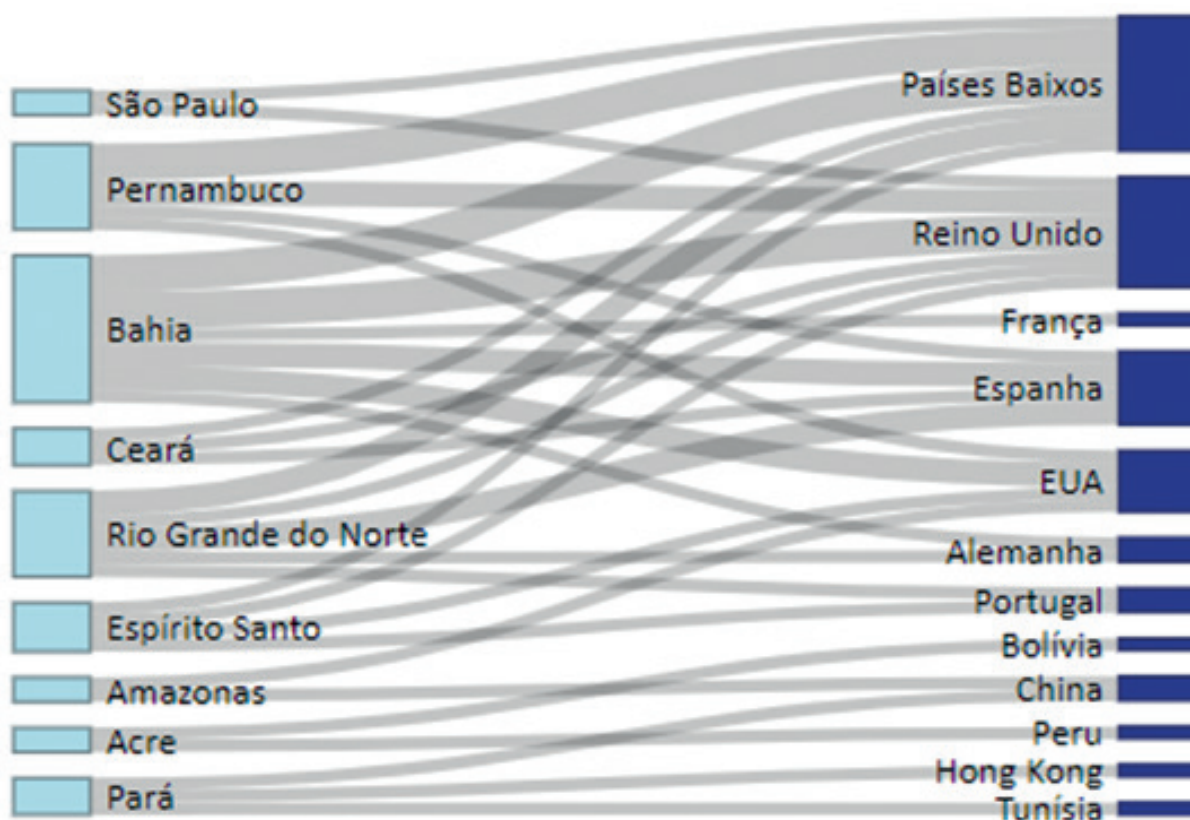 São Paulo
Pernambuco
Bahia
Ceará
Rio Grande do Norte
Espírito Santo
Amazonas
Acre
Pará
Países Baixos
Reino Unido
França
Espanha
EUA
Alemanha
Portugal
Bolívia
China
Peru
Hong Kong
Tunísia